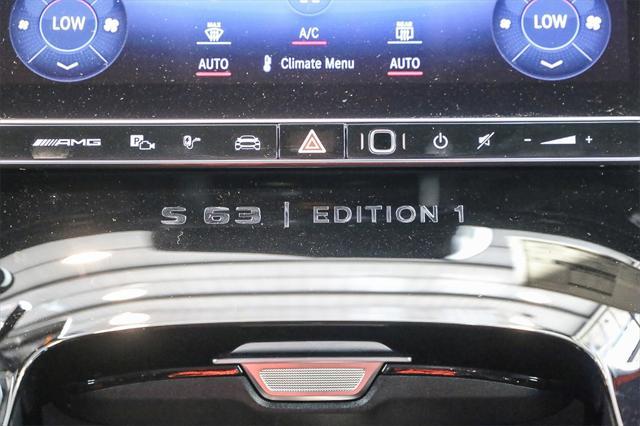 LOW
MAX
A/C
REAR
LOW
AUTO
Climate Menu
AUTO
AMG
P
- +
S 63 | EDITION 1